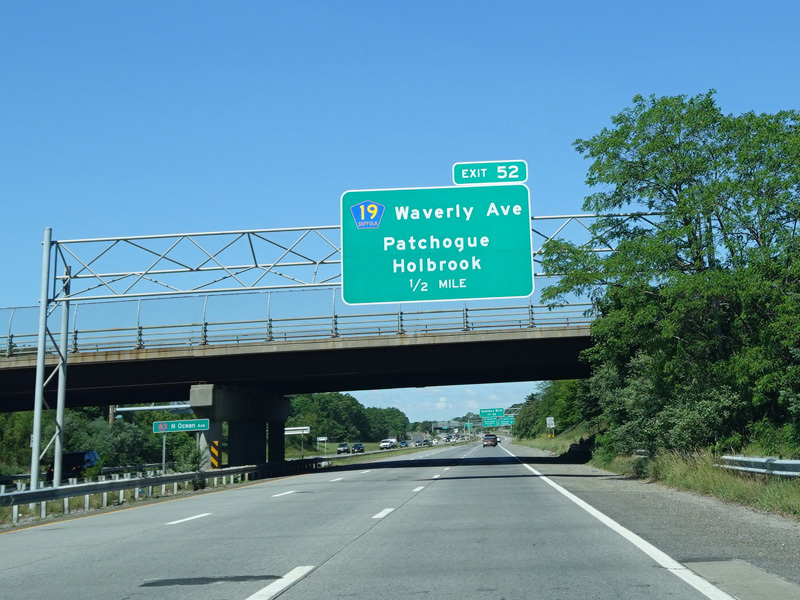 EXIT 52
19
SUFFOLK
Waverly Ave
Patchogue
Holbrook
1/2 MILE
83 N Ocean Ave